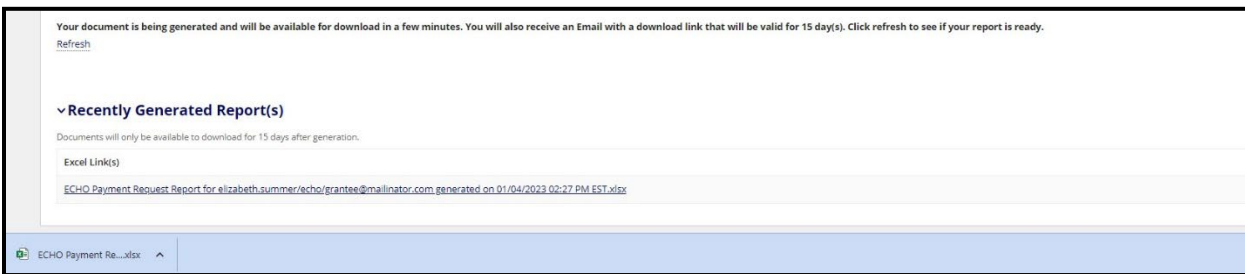 Your document is being generated and will be available for download in a few minutes. You will also receive an Email with a download link that will be valid for 15 day(s). Click refresh to see if your report is ready.
Refresh
Recently Generated Report(s)
Documents will only be available to download for 15 days after generation.
Excel Link(s)
ECHO Payment Request Report for elizabeth.summer/echo/grantee@mailinator.com generated on 01/04/2023 02:27 PM EST.xlsx
ECHO Payment Re....xlsx